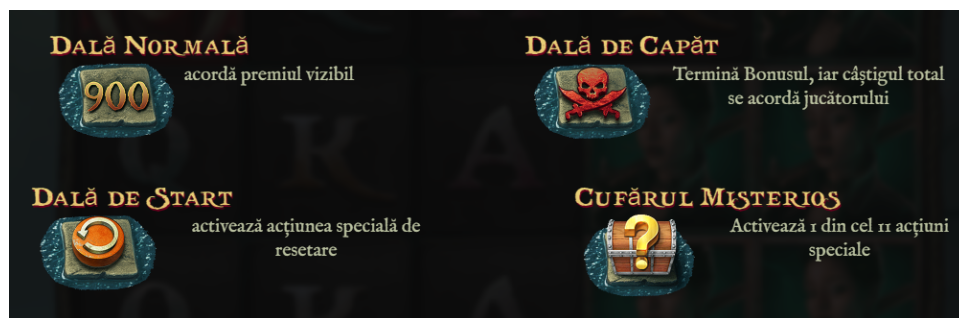 Dală Normală
900
acordă premiul vizibil
Dală de Capăt
Termină Bonusul, iar câștigul total
se acordă jucătorului
Dală de Start
activează acțiunea specială de
resetare
Cufărul Misterios
?
Activează 1 din cel 11 acțiuni
speciale
K
A